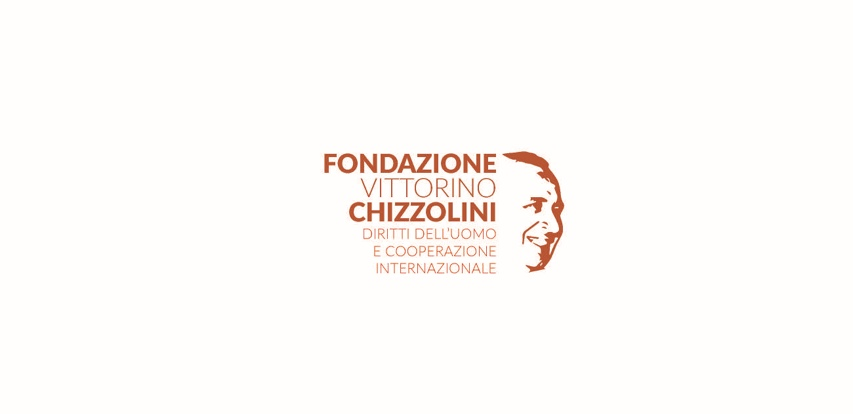 FONDAZIONE
VITTORINO
CHIZZOLINI
DIRITTI DELL'UOMO
E COOPERAZIONE
INTERNAZIONALE